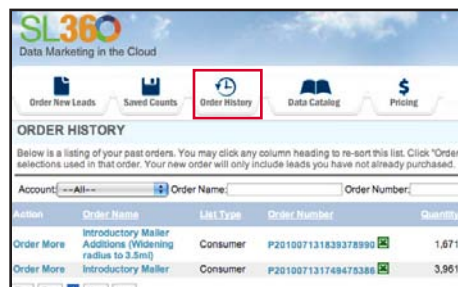 SL360
Data Marketing in the Cloud
Order New Leads Saved Counts Order History Data Catalog Pricing
ORDER HISTORY
Below is a listing of your past orders. You may click any column heading to re-sort this list. Click "Order
selections used in that order. Your new order will only include leads you have not already purchased.
Account: --All-- Order Name: Order Number:
Action Order Name List Type Order Number Quantity
Order More Introductory Mailer Additions (Widening radius to 3.5mi) Consumer P201007131839378990 1,671
Order More Introductory Mailer Consumer P201007131749475386 3,961